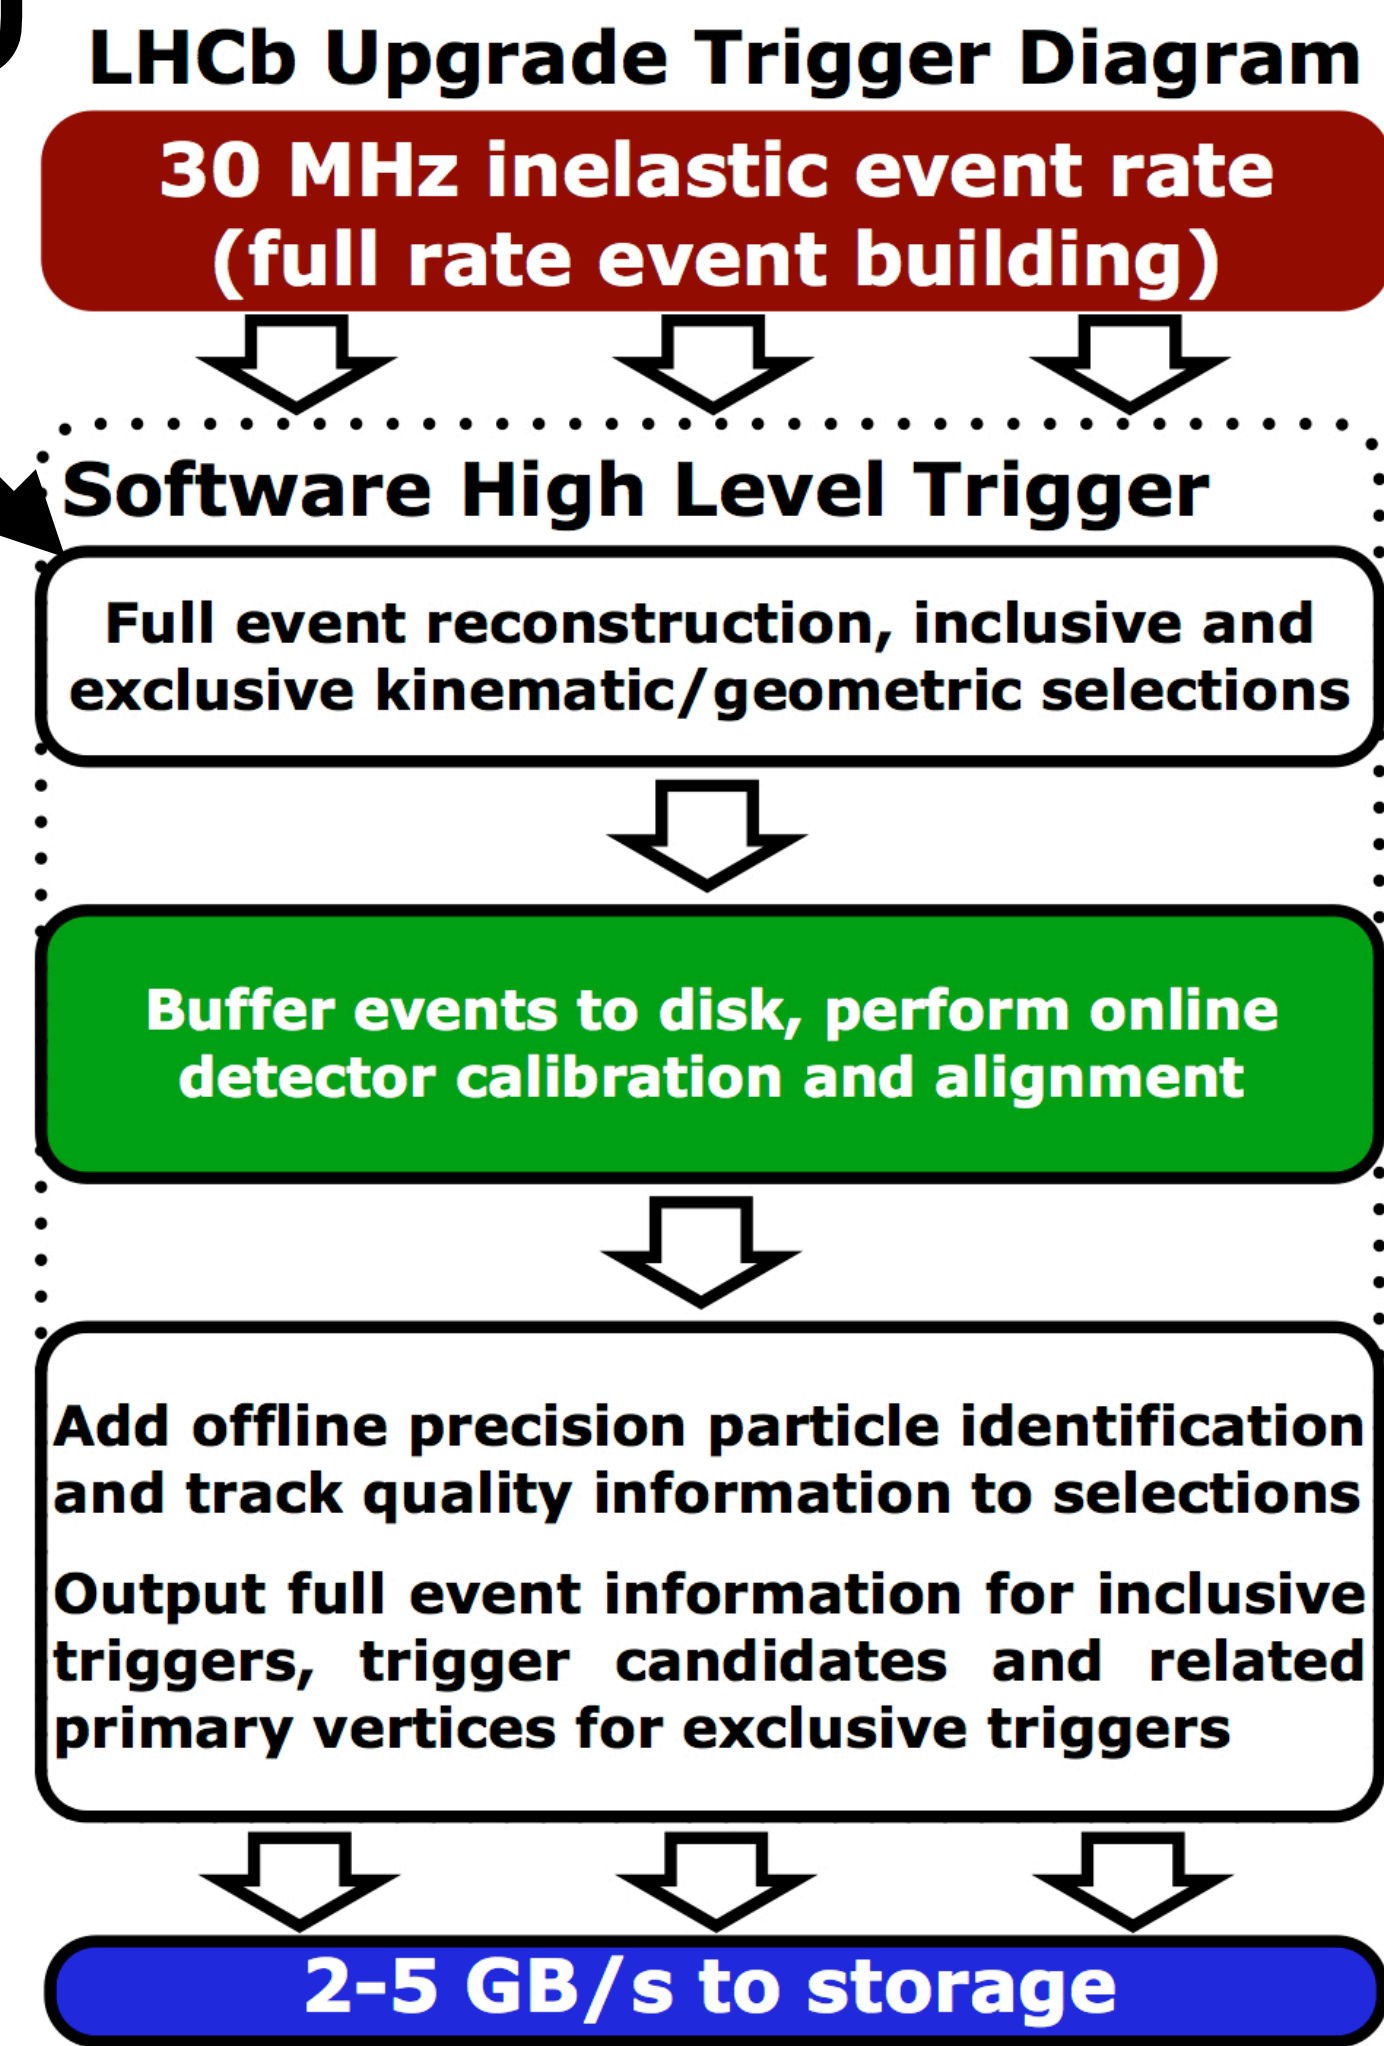 LHCb Upgrade Trigger Diagram
30 MHz inelastic event rate
(full rate event building)
Software High Level Trigger
Full event reconstruction, inclusive and
exclusive kinematic/geometric selections
Buffer events to disk, perform online
detector calibration and alignment
Add offline precision particle identification
and track quality information to selections
Output full event information for inclusive
triggers, trigger candidates and related
primary vertices for exclusive triggers
2-5 GB/s to storage